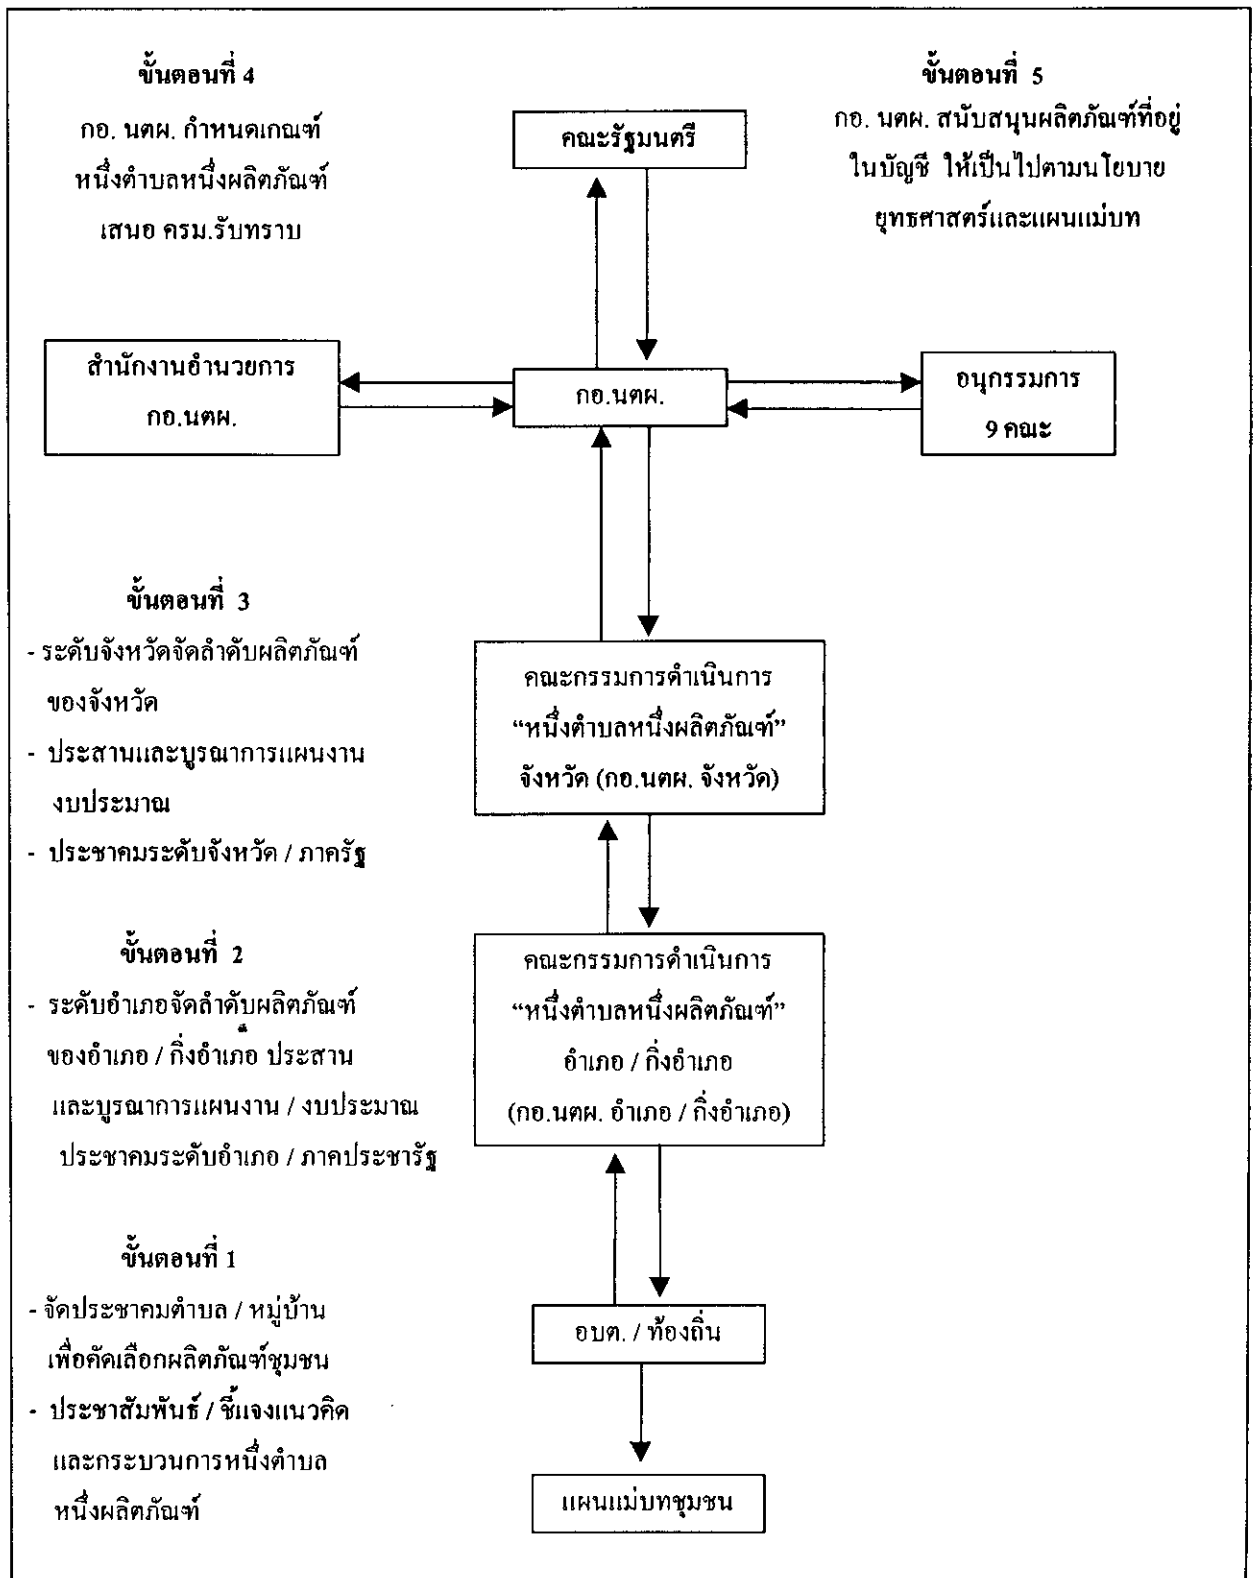 ขั้นตอนที่ 4
กอ. นตผ. กำหนดเกณฑ์
หนึ่งตำบลหนึ่งผลิตภัณฑ์
เสนอ ครม.รับทราบ
คณะรัฐมนตรี
ขั้นตอนที่ 5
กอ. นตผ. สนับสนุนผลิตภัณฑ์ที่อยู่
ในบัญชี ให้เป็นไปตามนโยบาย
ยุทธศาสตร์และแผนแม่บท
สำนักงานอำนวยการ
กอ.นตผ.
กอ.นตผ.
อนุกรรมการ
9 คณะ
ขั้นตอนที่ 3
- ระดับจังหวัดจัดลำดับผลิตภัณฑ์
ของจังหวัด
- ประสานและบูรณาการแผนงาน
งบประมาณ
- ประชาคมระดับจังหวัด / ภาครัฐ
คณะกรรมการดำเนินการ
“หนึ่งตำบลหนึ่งผลิตภัณฑ์”
จังหวัด (กอ.นตผ. จังหวัด)
ขั้นตอนที่ 2
- ระดับอำเภอจัดลำดับผลิตภัณฑ์
ของอำเภอ / กิ่งอำเภอ ประสาน
และบูรณาการแผนงาน / งบประมาณ
ประชาคมระดับอำเภอ / ภาคประชารัฐ
คณะกรรมการดำเนินการ
“หนึ่งตำบลหนึ่งผลิตภัณฑ์”
อำเภอ / กิ่งอำเภอ
(กอ.นตผ. อำเภอ / กิ่งอำเภอ)
ขั้นตอนที่ 1
- จัดประชาคมตำบล / หมู่บ้าน
เพื่อคัดเลือกผลิตภัณฑ์ชุมชน
- ประชาสัมพันธ์ / ชี้แจงแนวคิด
และกระบวนการหนึ่งตำบล
หนึ่งผลิตภัณฑ์
อบต. / ท้องถิ่น
แผนแม่บทชุมชน